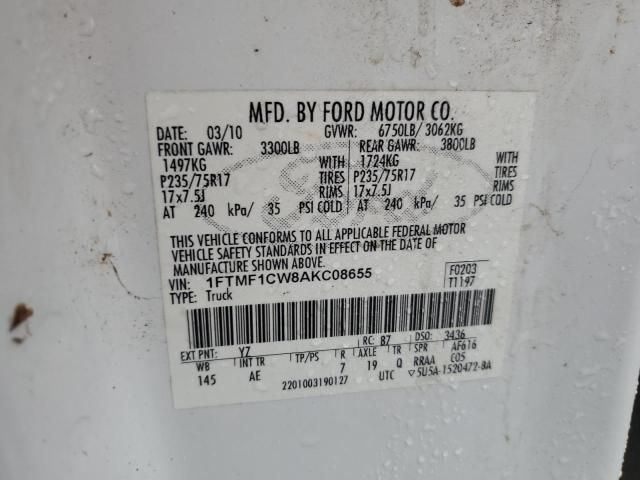 MFD. BY FORD MOTOR CO.
DATE: 03/10 GVWR: 6750LB/ 3062KG
FRONT GAWR: 3300LB REAR GAWR: 3800LB
1497KG WITH 1724KG WITH
P235/75R17 TIRES P235/75R17 TIRES
17x7.5J RIMS 17x7.5J RIMS
AT 240 kPa/ 35 PSI COLD AT 240 kPa/ 35 PSI COLD
THIS VEHICLE CONFORMS TO ALL APPLICABLE FEDERAL MOTOR
VEHICLE SAFETY STANDARDS IN EFFECT ON THE DATE OF
MANUFACTURE SHOWN ABOVE.
VIN: 1FTMF1CW8AKC08655 F0203
TYPE: Truck T1197
EXT PNT: Y7 RC: 87 DSO: 3436
WB INT TR TP/PS R AXLE TR SPR AF616
145 AE 7 19 Q RRAA C05
2201003190127 UTC ▽5U5A-1520472-BA
Ford